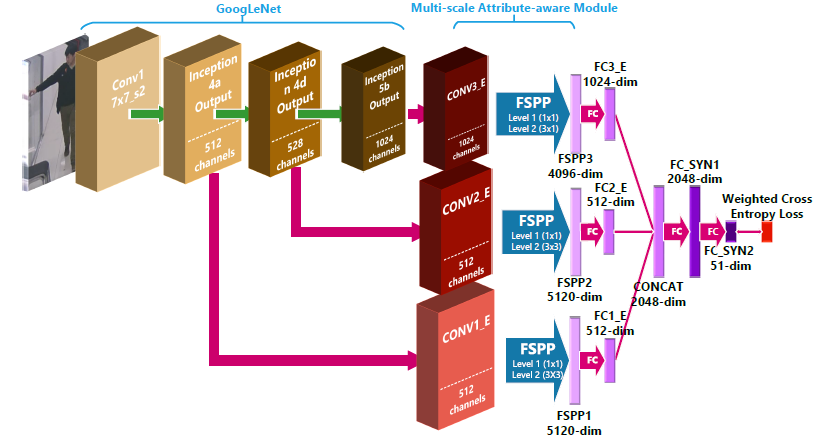 GoogLeNet
Multi-scale Attribute-aware Module
Conv1
7x7_s2
Inception
4a
Output
512
channels
Inceptio
n 4d
Output
528
channels
Inception
5b
Output
1024
channels
CONV3_E
1024
channels
FSPP
Level 1 (1x1)
Level 2 (3x1)
FSPP3
4096-dim
FC
FC3_E
1024-dim
CONV2_E
512
channels
FSPP
Level 1 (1x1)
Level 2 (3x3)
FSPP2
5120-dim
FC
FC2_E
512-dim
CONV1_E
512
channels
FSPP
Level 1 (1x1)
Level 2 (3X3)
FSPP1
5120-dim
FC
FC1_E
512-dim
CONCAT
2048-dim
FC
FC_SYN1
2048-dim
FC
FC_SYN2
51-dim
Weighted Cross
Entropy Loss